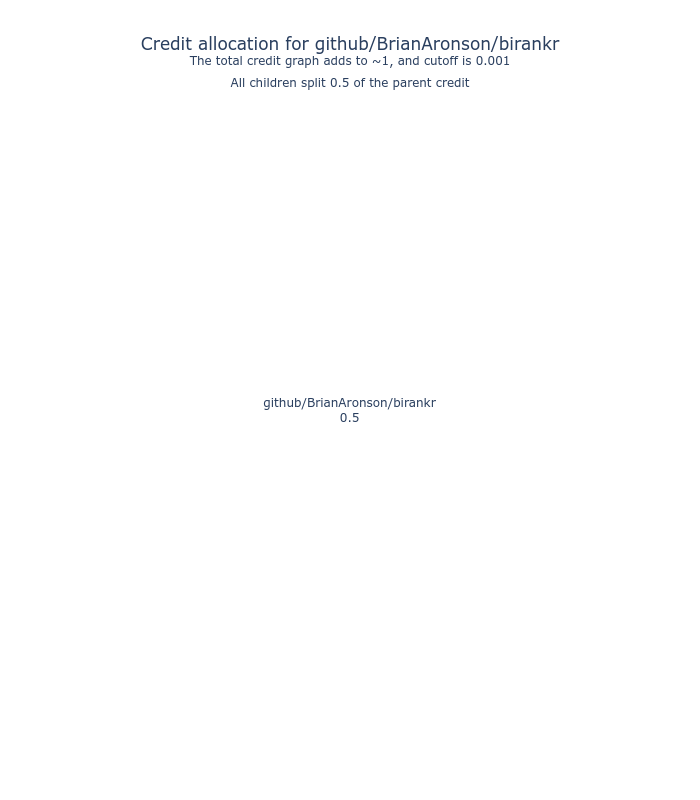 Credit allocation for github/BrianAronson/birankr
The total credit graph adds to ~1, and cutoff is 0.001
All children split 0.5 of the parent credit
github/BrianAronson/birankr
0.5